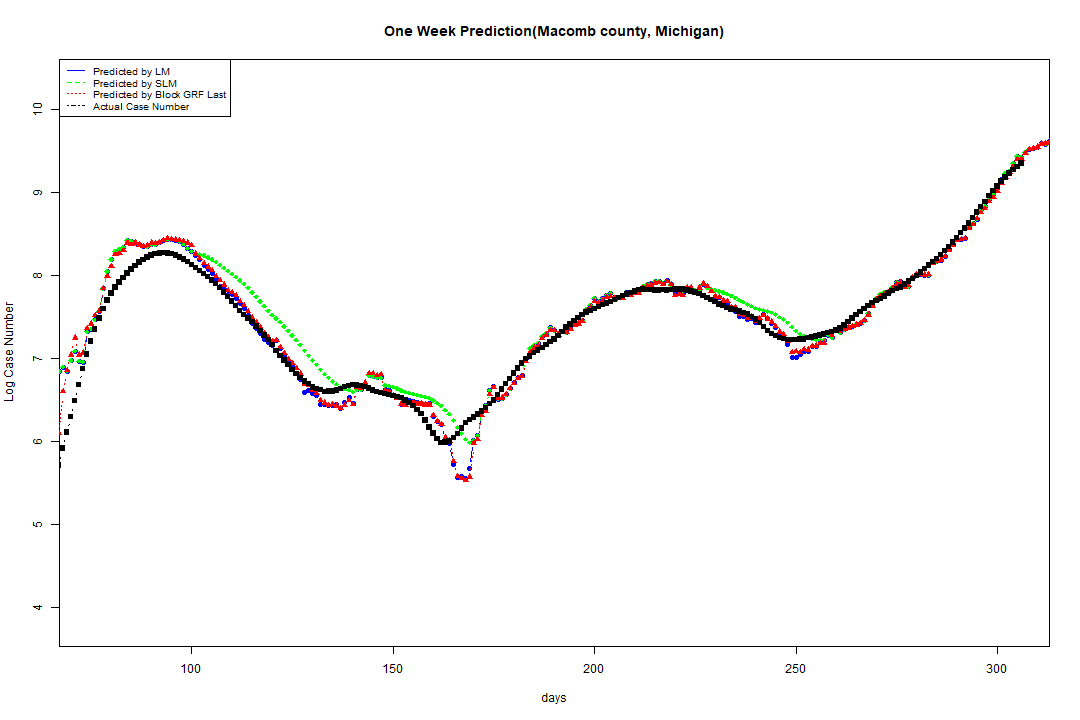 One Week Prediction(Macomb county, Michigan)
Predicted by LM
Predicted by SLM
Predicted by Block GRF Last
Actual Case Number
10
9
8
7
6
5
4
Log Case Number
100 150 200 250 300
days